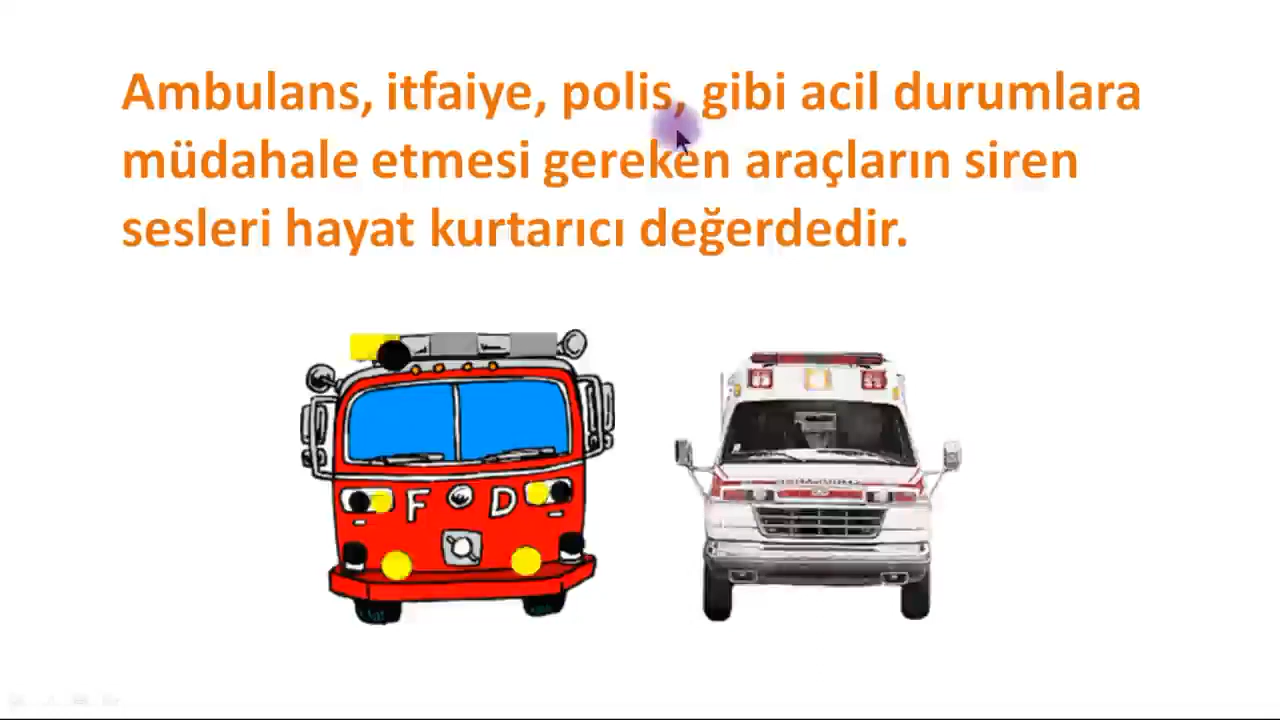 Ambulans, itfaiye, polis, gibi acil durumlara
müdahale etmesi gereken araçların siren
sesleri hayat kurtarıcı değerdedir.
F D